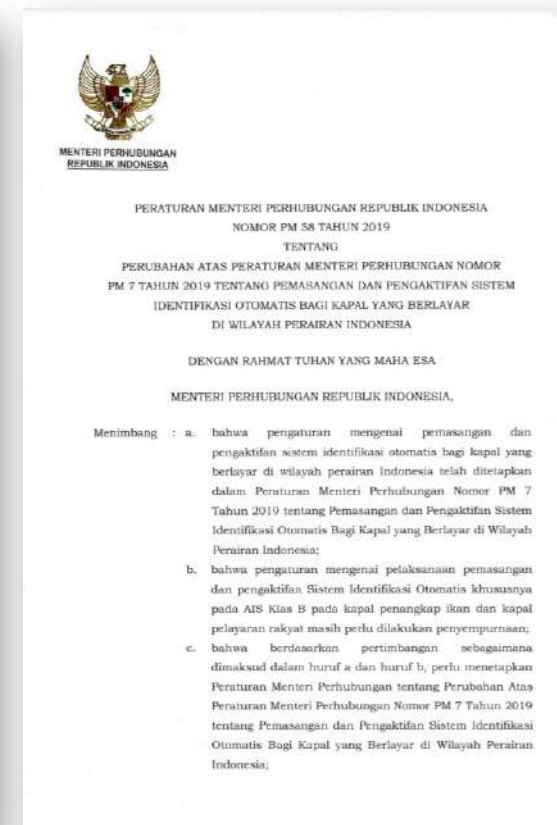 MENTERI PERHUBUNGAN
REPUBLIK INDONESIA
PERATURAN MENTERI PERHUBUNGAN REPUBLIK INDONESIA
NOMOR PM 58 TAHUN 2019
TENTANG
PERUBAHAN ATAS PERATURAN MENTERI PERHUBUNGAN NOMOR
PM 7 TAHUN 2019 TENTANG PEMASANGAN DAN PENGAKTIFAN SISTEM
IDENTIFIKASI OTOMATIS BAGI KAPAL YANG BERLAYAR
DI WILAYAH PERAIRAN INDONESIA
DENGAN RAHMAT TUHAN YANG MAHA ESA
MENTERI PERHUBUNGAN REPUBLIK INDONESIA,
Menimbang : a. bahwa pengaturan mengenai pemasangan dan
pengaktifan sistem identifikasi otomatis bagi kapal yang
berlayar di wilayah perairan Indonesia telah ditetapkan
dalam Peraturan Menteri Perhubungan Nomor PM 7
Tahun 2019 tentang Pemasangan dan Pengaktifan Sistem
Identifikasi Otomatis Bagi Kapal yang Berlayar di Wilayah
Perairan Indonesia;
b. bahwa pengaturan mengenai pelaksanaan pemasangan
dan pengaktifan Sistem Identifikasi Otomatis khususnya
pada AIS Klas B pada kapal penangkap ikan dan kapal
pelayaran rakyat masih perlu dilakukan penyempurnaan;
c. bahwa berdasarkan pertimbangan sebagaimana
dimaksud dalam huruf a dan huruf b, perlu menetapkan
Peraturan Menteri Perhubungan tentang Perubahan Atas
Peraturan Menteri Perhubungan Nomor PM 7 Tahun 2019
tentang Pemasangan dan Pengaktifan Sistem Identifikasi
Otomatis Bagi Kapal yang Berlayar di Wilayah Perairan
Indonesia;